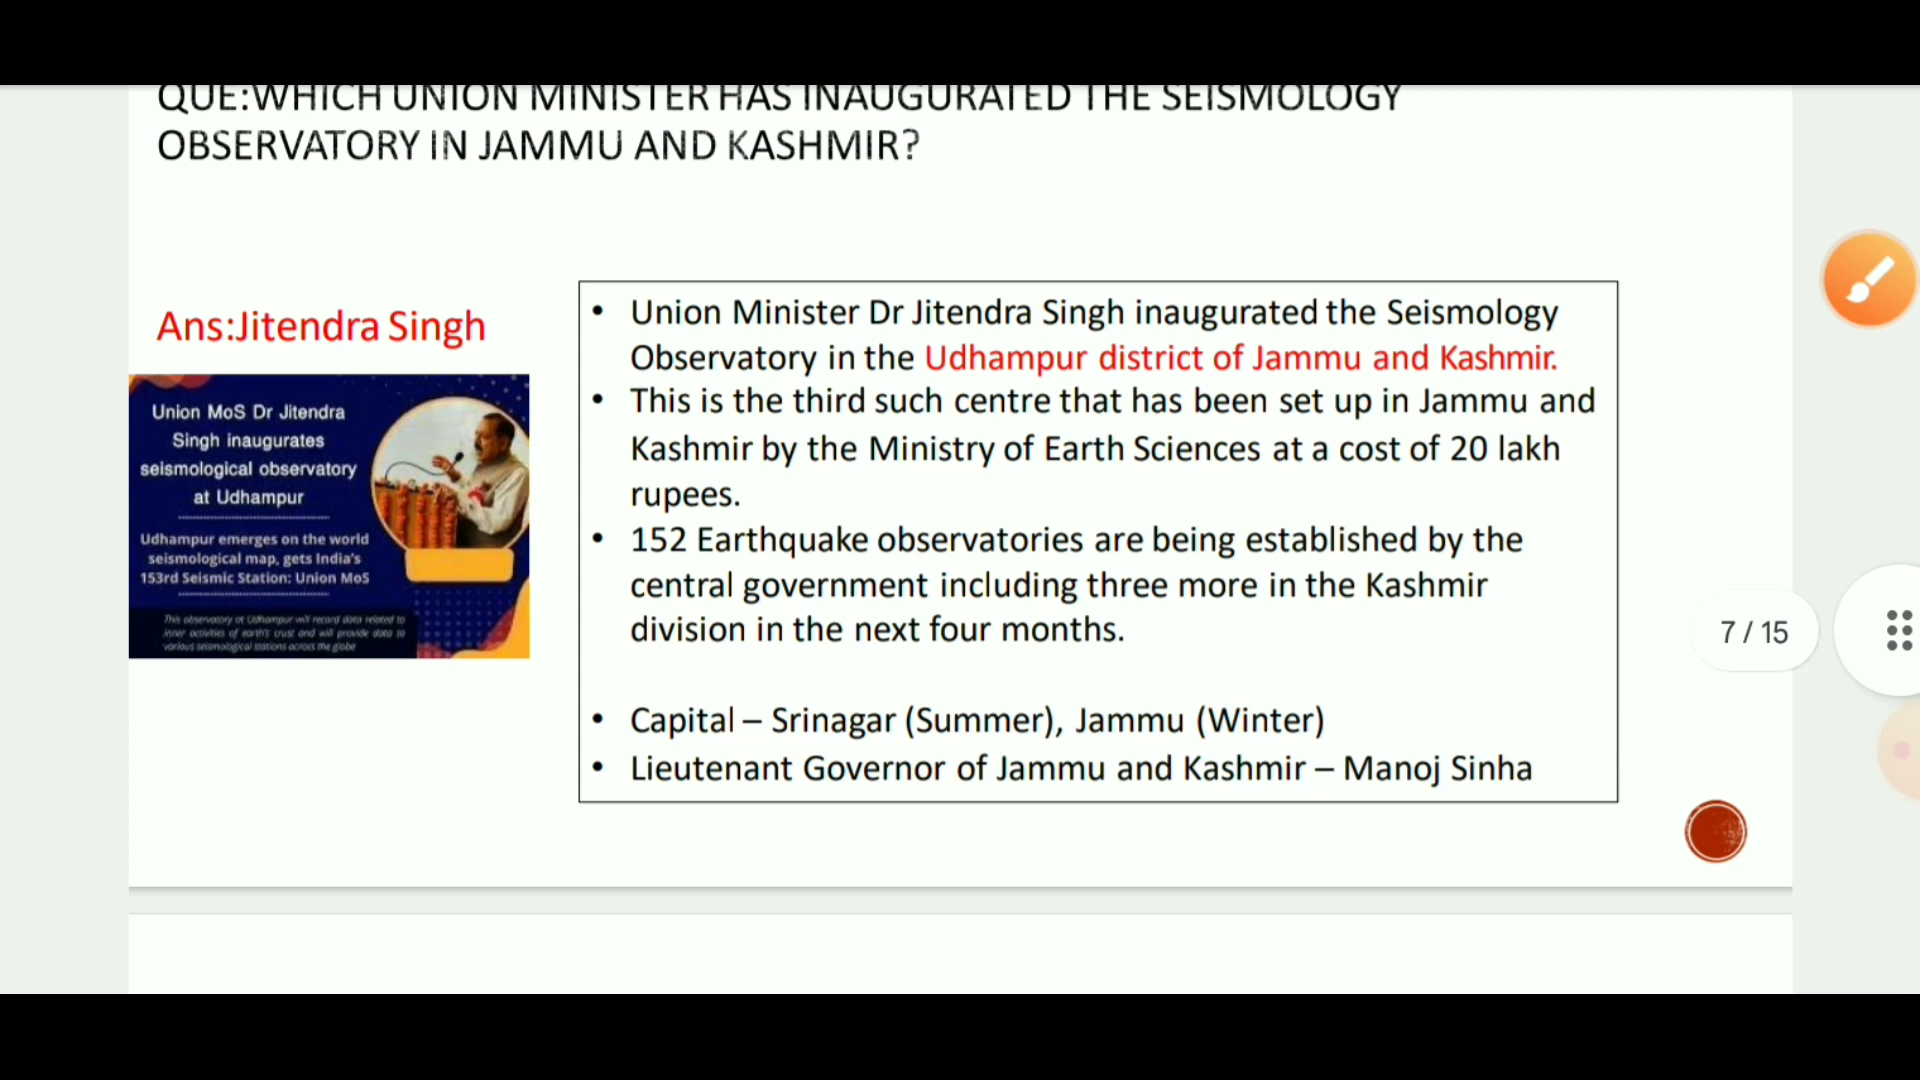 QUE:WHICH UNION MINISTER HAS INAUGURATED THE SEISMOLOGY
OBSERVATORY IN JAMMU AND KASHMIR?
Ans:Jitendra Singh
Union MoS Dr Jitendra
Singh inaugurates
seismological observatory
at Udhampur
Udhampur emerges on the world
seismological map, gets India's
153rd Seismic Station: Union MoS
This observatory at Udhampur will record data related to
inner activities of earth's crust and will provide data to
various seismological stations across the globe
• Union Minister Dr Jitendra Singh inaugurated the Seismology
Observatory in the Udhampur district of Jammu and Kashmir.
• This is the third such centre that has been set up in Jammu and
Kashmir by the Ministry of Earth Sciences at a cost of 20 lakh
rupees.
• 152 Earthquake observatories are being established by the
central government including three more in the Kashmir
division in the next four months.
• Capital – Srinagar (Summer), Jammu (Winter)
• Lieutenant Governor of Jammu and Kashmir – Manoj Sinha
7 / 15